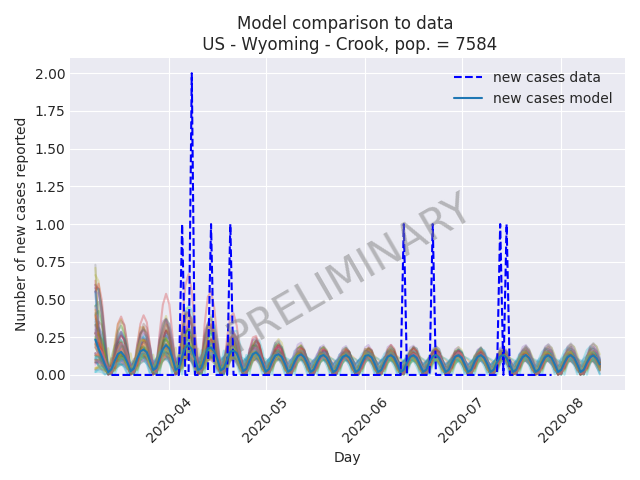 Model comparison to data
US - Wyoming - Crook, pop. = 7584
new cases data
new cases model
Number of new cases reported
2.00
1.75
1.50
1.25
1.00
0.75
0.50
0.25
0.00
PRELIMINARY
2020-04
2020-05
2020-06
2020-07
2020-08
Day